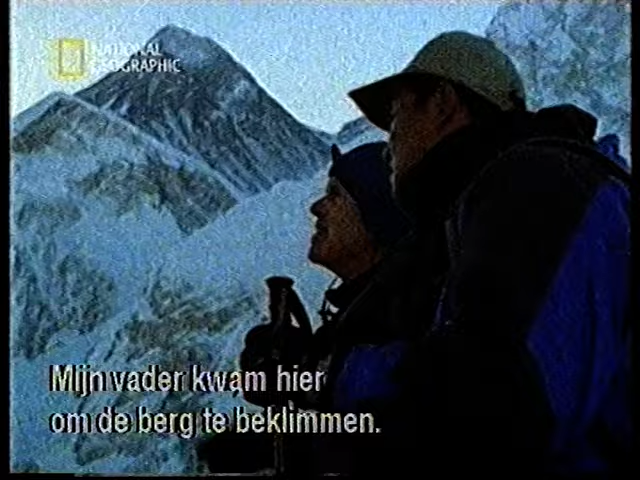 NATIONAL
GEOGRAPHIC
Mijn vader kwam hier
om de berg te beklimmen.